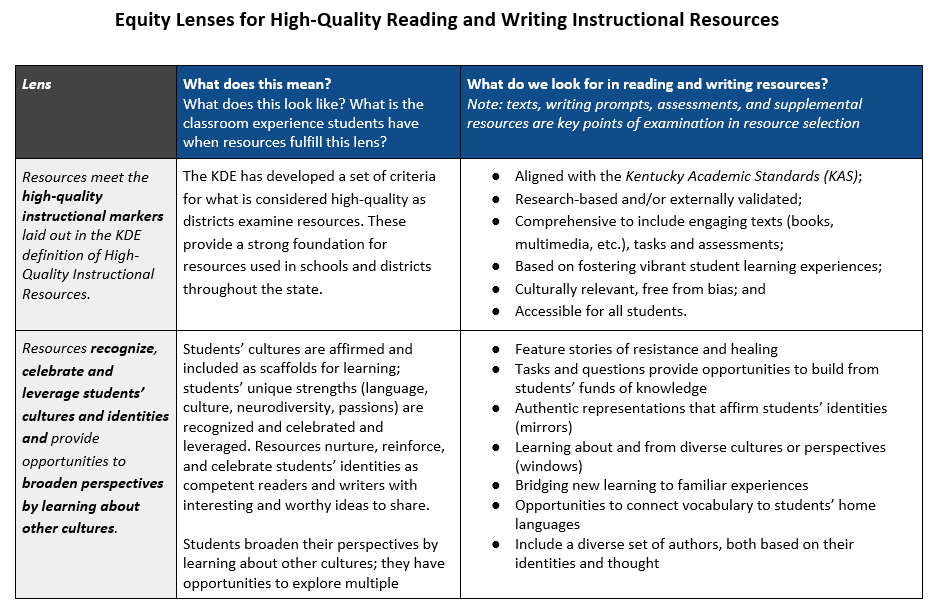 Equity Lenses for High-Quality Reading and Writing Instructional Resources
Lens
What does this mean?
What does this look like? What is the
classroom experience students have
when resources fulfill this lens?
What do we look for in reading and writing resources?
Note: texts, writing prompts, assessments, and supplemental
resources are key points of examination in resource selection
Resources meet the
high-quality
instructional markers
laid out in the KDE
definition of High-
Quality Instructional
Resources.
The KDE has developed a set of criteria
for what is considered high-quality as
districts examine resources. These
provide a strong foundation for
resources used in schools and districts
throughout the state.
● Aligned with the Kentucky Academic Standards (KAS);
● Research-based and/or externally validated;
● Comprehensive to include engaging texts (books,
multimedia, etc.), tasks and assessments;
● Based on fostering vibrant student learning experiences;
● Culturally relevant, free from bias; and
● Accessible for all students.
Resources recognize,
celebrate and
leverage students’
cultures and identities
and provide
opportunities to
broaden perspectives
by learning about
other cultures.
Students’ cultures are affirmed and
included as scaffolds for learning;
students’ unique strengths (language,
culture, neurodiversity, passions) are
recognized and celebrated and
leveraged. Resources nurture, reinforce,
and celebrate students’ identities as
competent readers and writers with
interesting and worthy ideas to share.
Students broaden their perspectives by
learning about other cultures; they have
opportunities to explore multiple
● Feature stories of resistance and healing
● Tasks and questions provide opportunities to build from
students’ funds of knowledge
● Authentic representations that affirm students’ identities
(mirrors)
● Learning about and from diverse cultures or perspectives
(windows)
● Bridging new learning to familiar experiences
● Opportunities to connect vocabulary to students’ home
languages
● Include a diverse set of authors, both based on their
identities and thought